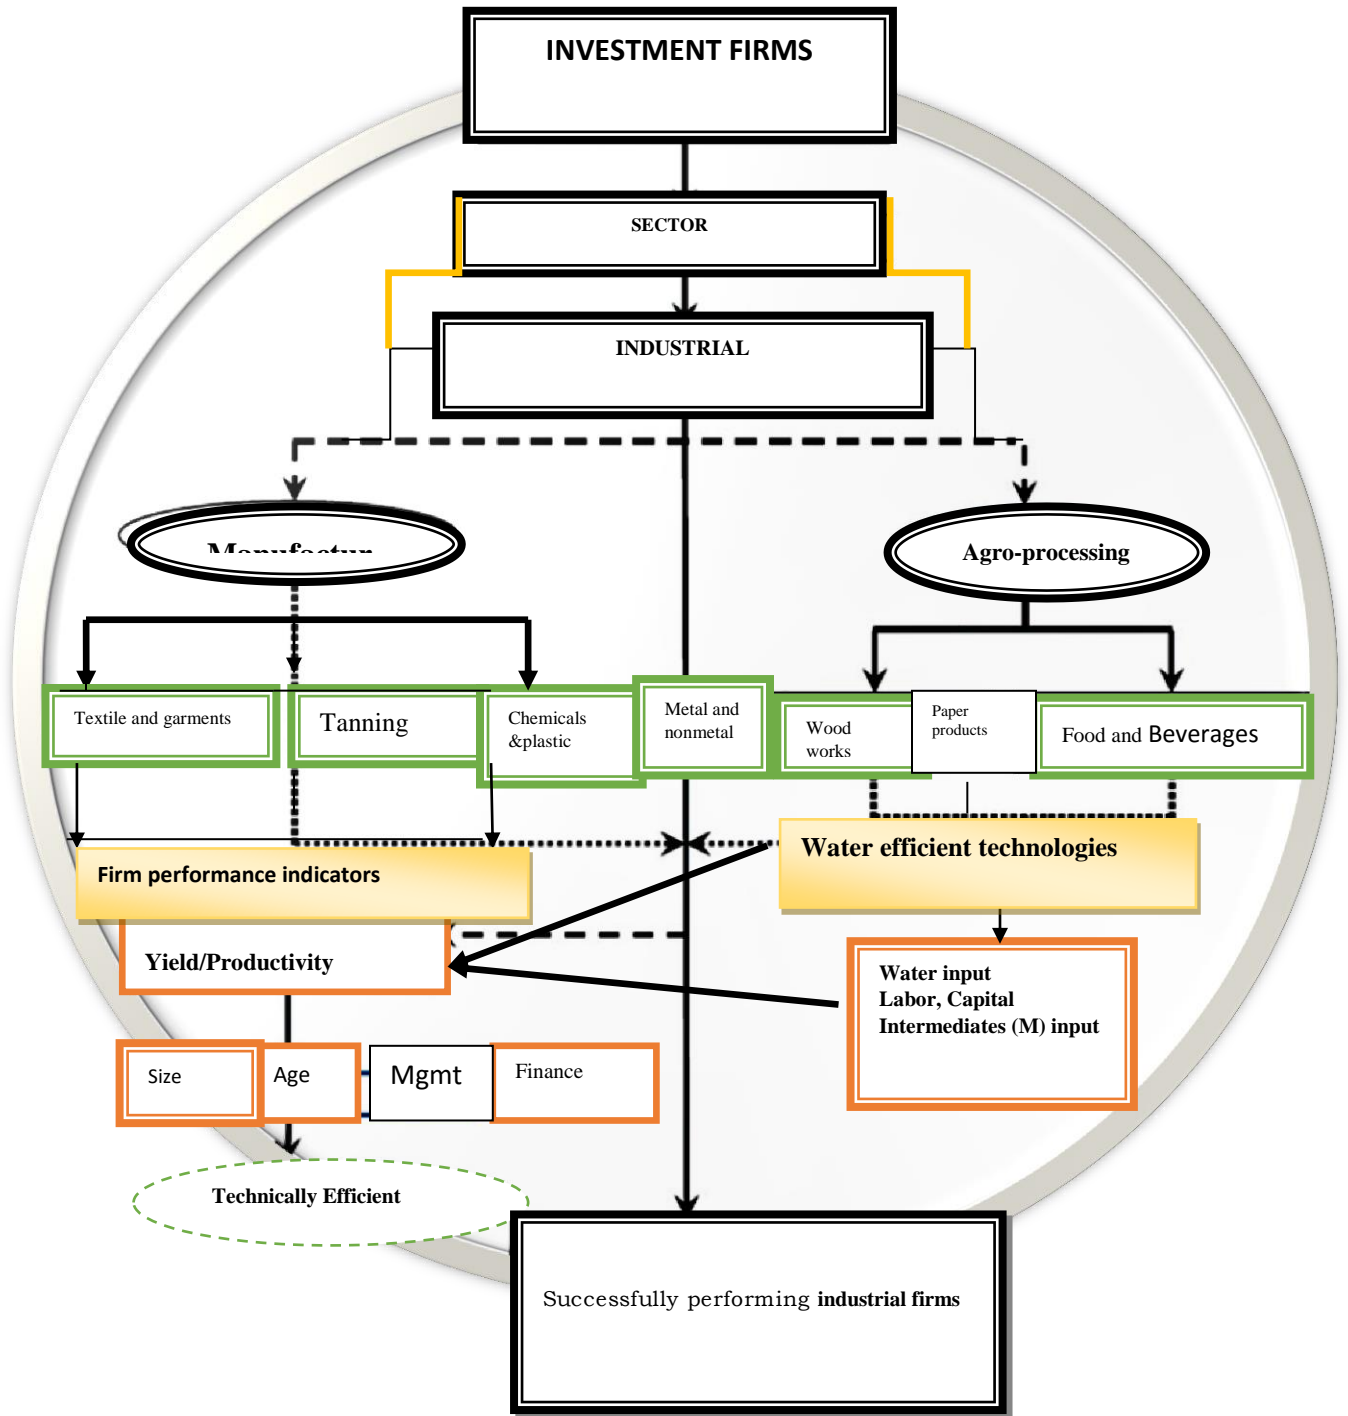 INVESTMENT FIRMS
SECTOR
INDUSTRIAL
Agro-processing
Textile and garments
Tanning
Chemicals
&plastic
Metal and
nonmetal
Wood
works
Paper
products
Food and Beverages
Firm performance indicators
Water efficient technologies
Yield/Productivity
Water input
Labor, Capital
Intermediates (M) input
Size
Age
Mgmt
Finance
Technically Efficient
Successfully performing industrial firms